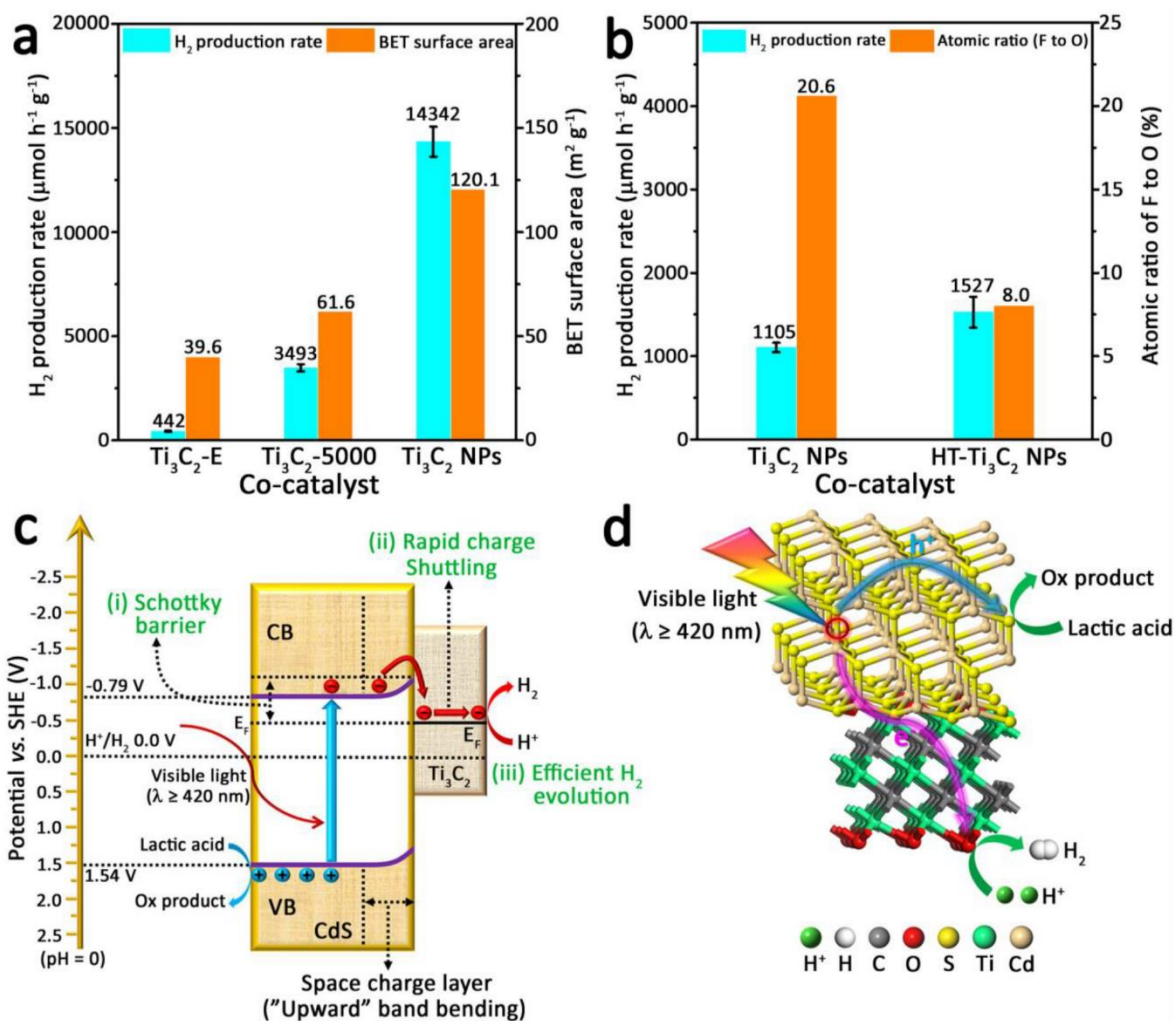 a
H₂ production rate
BET surface area
H₂ production rate (μmol h⁻¹ g⁻¹)
20000
15000
10000
5000
0
200
150
100
50
0
BET surface area (m² g⁻¹)
442
39.6
3493
61.6
14342
120.1
Ti₃C₂-E
Ti₃C₂-5000
Ti₃C₂ NPs
Co-catalyst
b
H₂ production rate
Atomic ratio (F to O)
H₂ production rate (μmol h⁻¹ g⁻¹)
5000
4000
3000
2000
1000
0
25
20
15
10
5
0
Atomic ratio of F to O (%)
1105
20.6
1527
8.0
Ti₃C₂ NPs
HT-Ti₃C₂ NPs
Co-catalyst
c
Potential vs. SHE (V)
-2.5
-2.0
-1.5
-1.0
-0.5
0.0
0.5
1.0
1.5
2.0
2.5
(pH = 0)
(i) Schottky
barrier
(ii) Rapid charge
Shuttling
CB
-0.79 V
E_F
H⁺/H₂ 0.0 V
Visible light
(λ ≥ 420 nm)
Lactic acid
1.54 V
Ox product
VB
CdS
E_F
Ti₃C₂
H₂
H⁺
(iii) Efficient H₂
evolution
Space charge layer
("Upward" band bending)
d
Visible light
(λ ≥ 420 nm)
h⁺
Ox product
Lactic acid
e⁻
H₂
H⁺
H⁺ H C O S Ti Cd